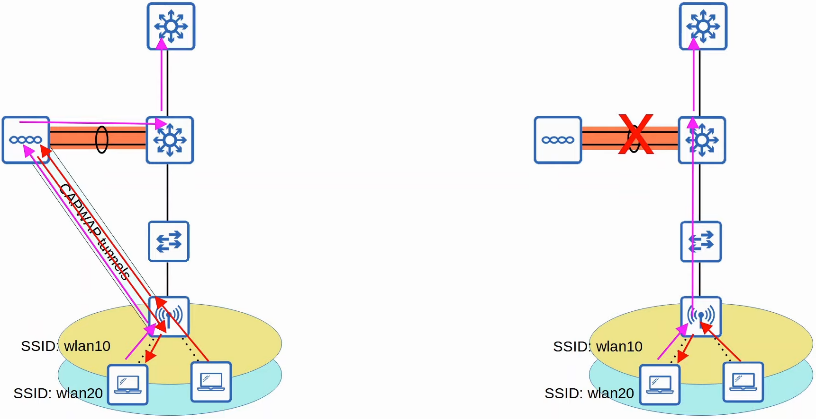 CAPWAP tunnels
SSID: wlan10
SSID: wlan20
X
SSID: wlan10
SSID: wlan20